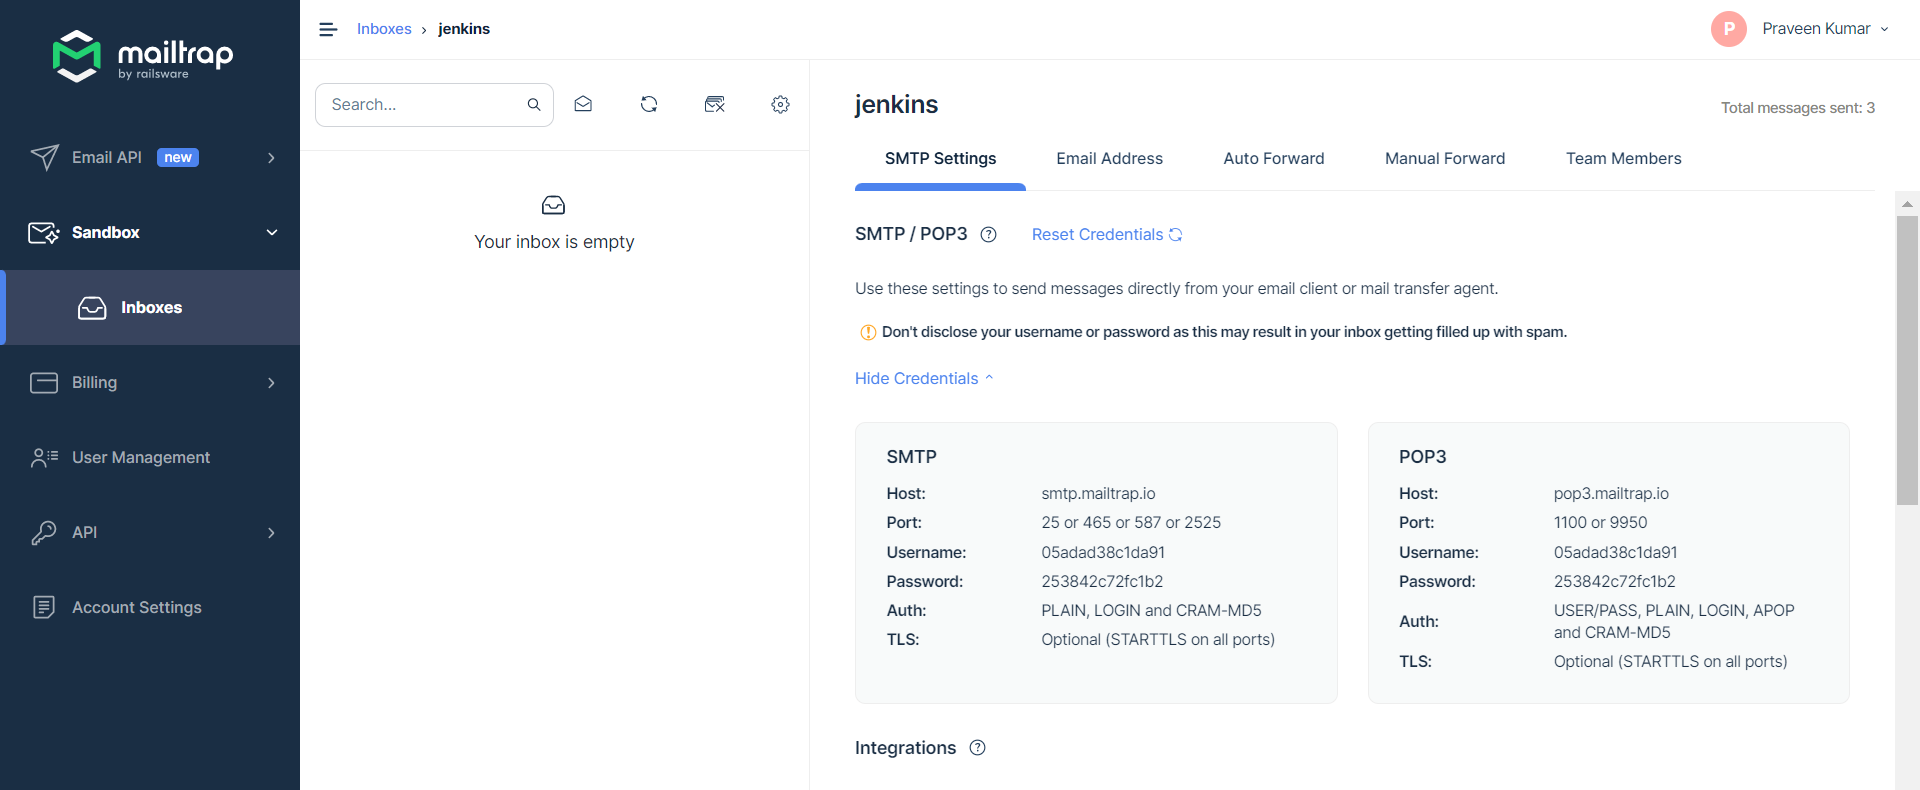 mailtrap
by railsware
Email API new
Sandbox
Inboxes
Billing
User Management
API
Account Settings
Inboxes › jenkins
P Praveen Kumar
Search...
Your inbox is empty
jenkins
Total messages sent: 3
SMTP Settings Email Address Auto Forward Manual Forward Team Members
SMTP / POP3 ? Reset Credentials
Use these settings to send messages directly from your email client or mail transfer agent.
! Don't disclose your username or password as this may result in your inbox getting filled up with spam.
Hide Credentials
SMTP
Host: smtp.mailtrap.io
Port: 25 or 465 or 587 or 2525
Username: 05adad38c1da91
Password: 253842c72fc1b2
Auth: PLAIN, LOGIN and CRAM-MD5
TLS: Optional (STARTTLS on all ports)
POP3
Host: pop3.mailtrap.io
Port: 1100 or 9950
Username: 05adad38c1da91
Password: 253842c72fc1b2
Auth: USER/PASS, PLAIN, LOGIN, APOP
and CRAM-MD5
TLS: Optional (STARTTLS on all ports)
Integrations ?